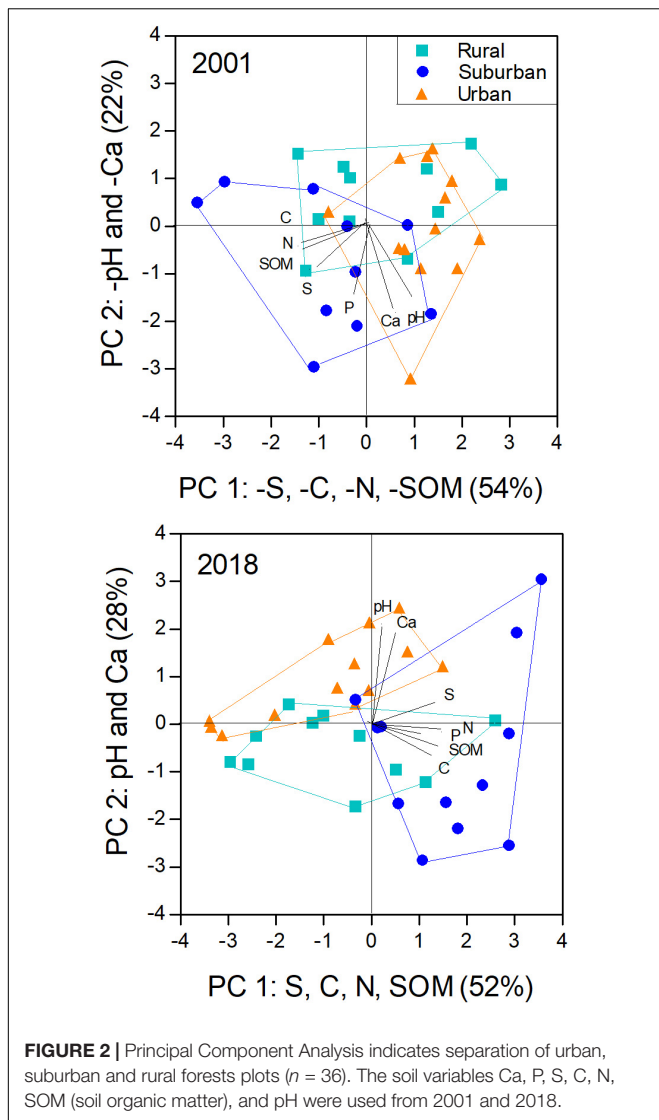 2001
Rural
Suburban
Urban
4
3
2
1
0
-1
-2
-3
-4
PC 2: -pH and -Ca (22%)
C
N
SOM
S
P
Ca
pH
-4 -3 -2 -1 0 1 2 3 4
PC 1: -S, -C, -N, -SOM (54%)
2018
4
3
2
1
0
-1
-2
-3
-4
PC 2: pH and Ca (28%)
pH
Ca
S
N
P
SOM
C
-4 -3 -2 -1 0 1 2 3 4
PC 1: S, C, N, SOM (52%)
FIGURE 2 | Principal Component Analysis indicates separation of urban,
suburban and rural forests plots (n = 36). The soil variables Ca, P, S, C, N,
SOM (soil organic matter), and pH were used from 2001 and 2018.